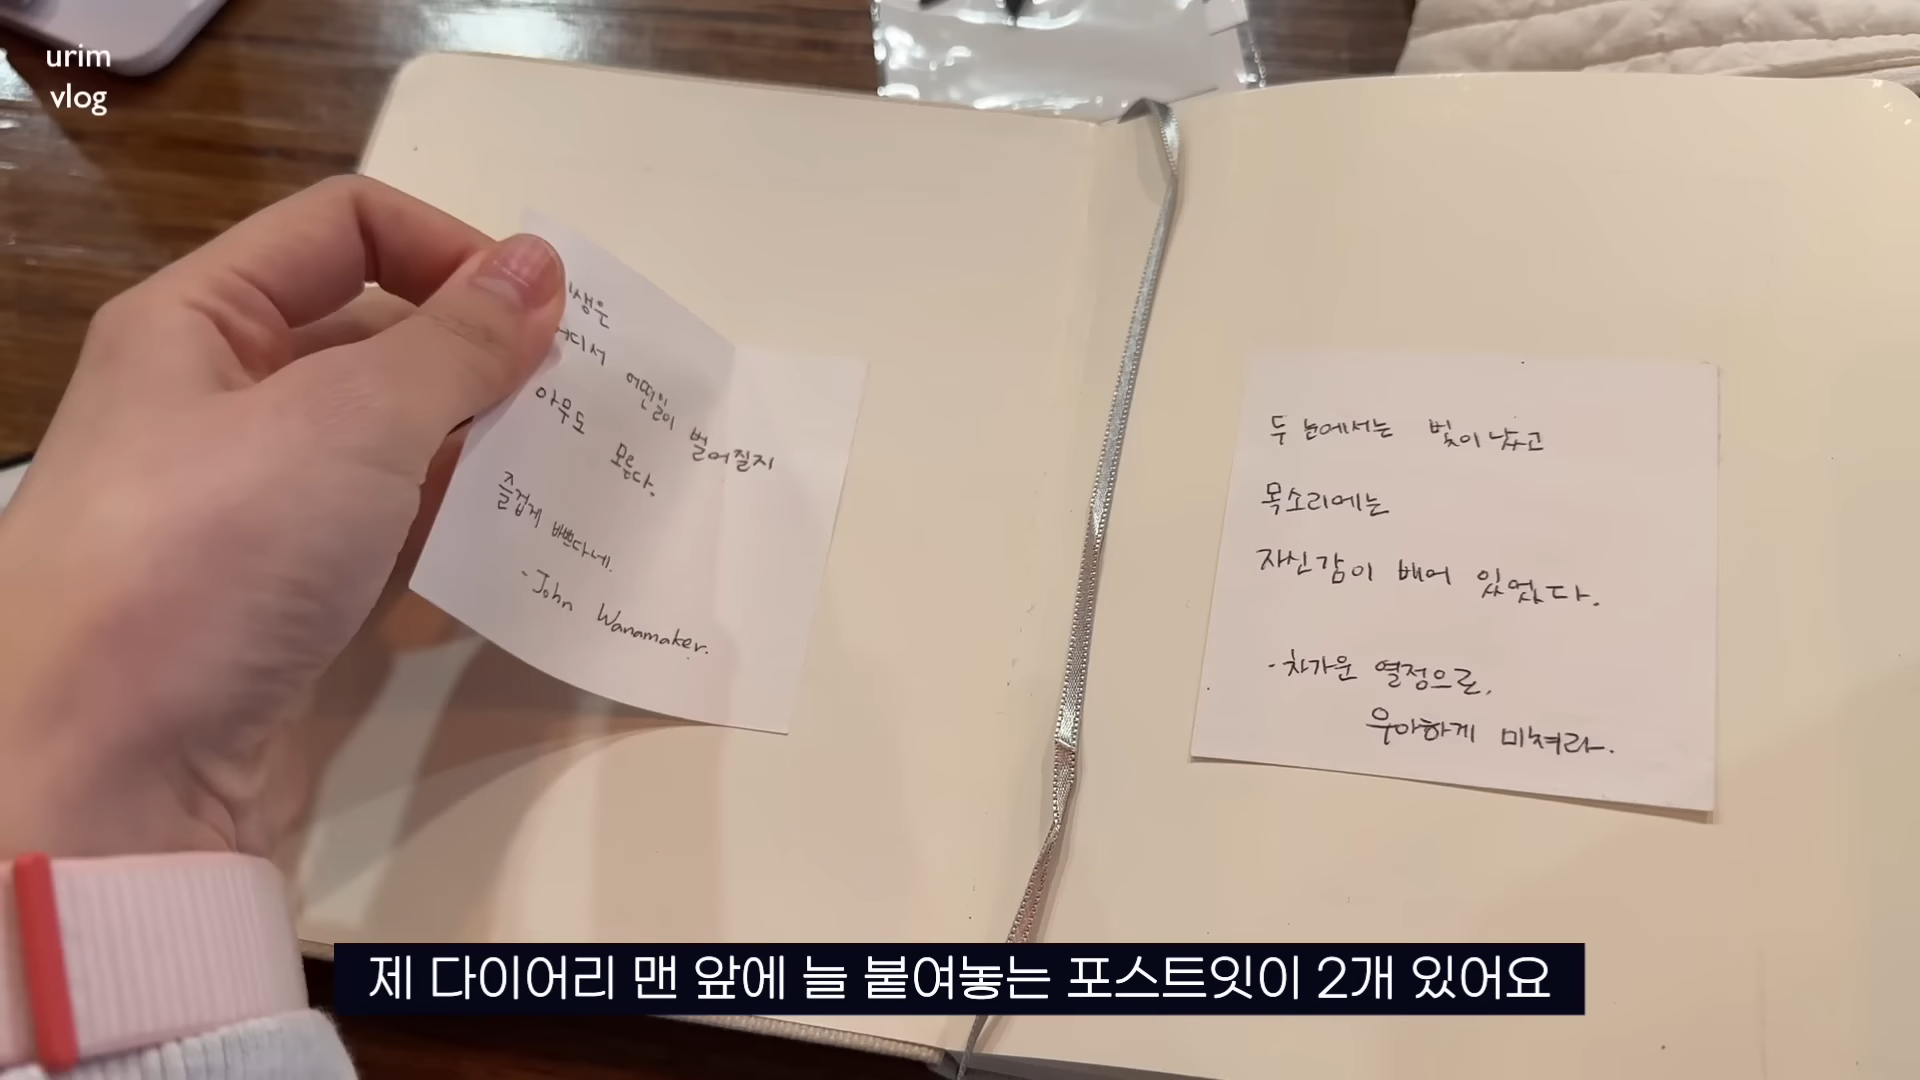 urim
vlog
생은
어디서 어떤일이 벌어질지
아무도 모른다.
즐겁게 바쁘다네.
- John Wanamaker.
두 눈에서는 빛이 났고
목소리에는
자신감이 배어 있었다.
- 차가운 열정으로,
우아하게 미쳐라.
제 다이어리 맨 앞에 늘 붙여놓는 포스트잇이 2개 있어요